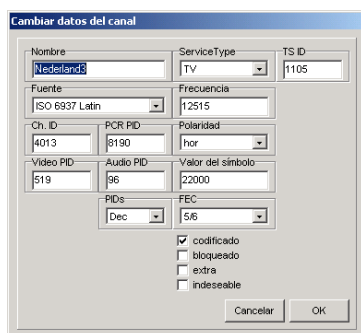 Cambiar datos del canal
Nombre ServiceType TS ID
Nederland3 TV 1105
Fuente Frecuencia
ISO 6937 Latin 12515
Ch. ID PCR PID Polaridad
4013 8190 hor
Video PID Audio PID Valor del símbolo
519 96 22000
PIDs FEC
Dec 5/6
codificado
bloqueado
extra
indeseable
Cancelar OK